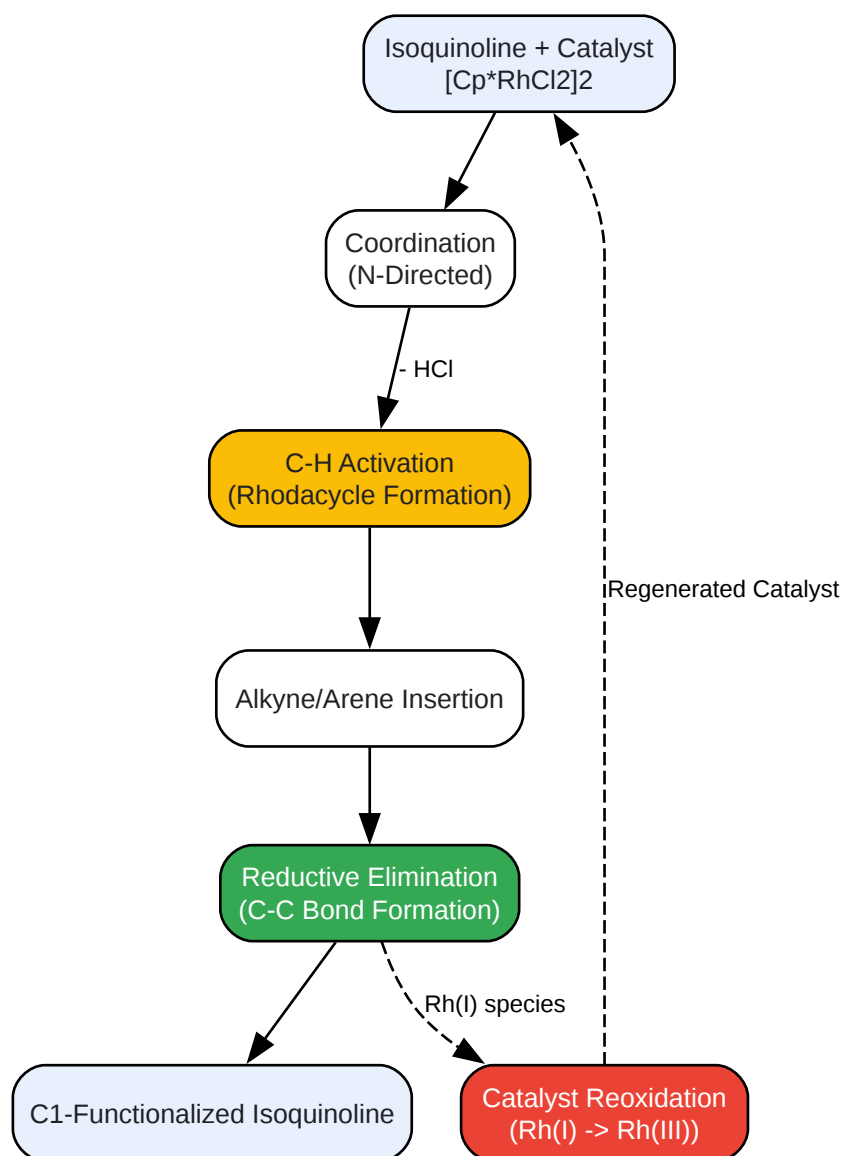 Isoquinoline + Catalyst
[Cp*RhCl2]2
Coordination
(N-Directed)
- HCl
C-H Activation
(Rhodacycle Formation)
Regenerated Catalyst
Alkyne/Arene Insertion
Reductive Elimination
(C-C Bond Formation)
Rh(I) species
C1-Functionalized Isoquinoline
Catalyst Reoxidation
(Rh(I) -> Rh(III))